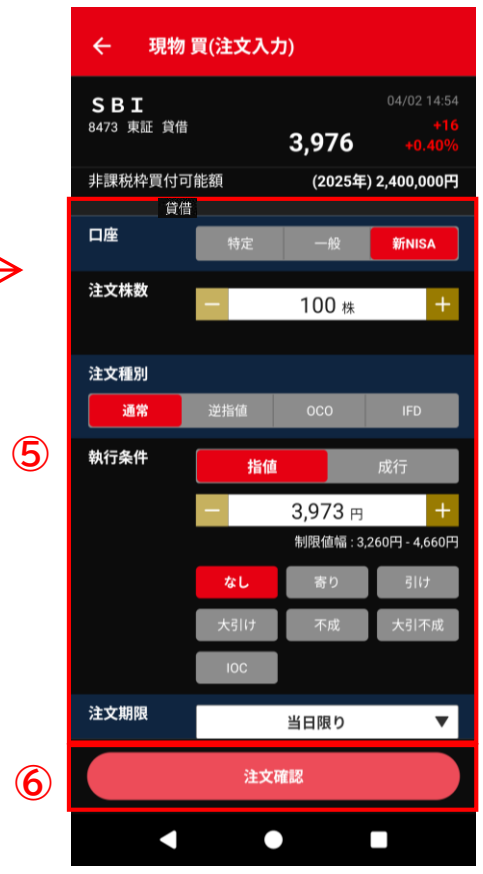 現物 買(注文入力)
SBI
04/02 14:54
8473 東証 貸借
3,976
+16
+0.40%
非課税枠買付可能額 (2025年) 2,400,000円
貸借
口座
特定 一般 新NISA
注文株数
− 100 株 +
注文種別
通常 逆指値 OCO IFD
⑤
執行条件
指値 成行
− 3,973 円 +
制限値幅 : 3,260円 - 4,660円
なし 寄り 引け
大引け 不成 大引不成
IOC
注文期限
当日限り ▼
⑥
注文確認